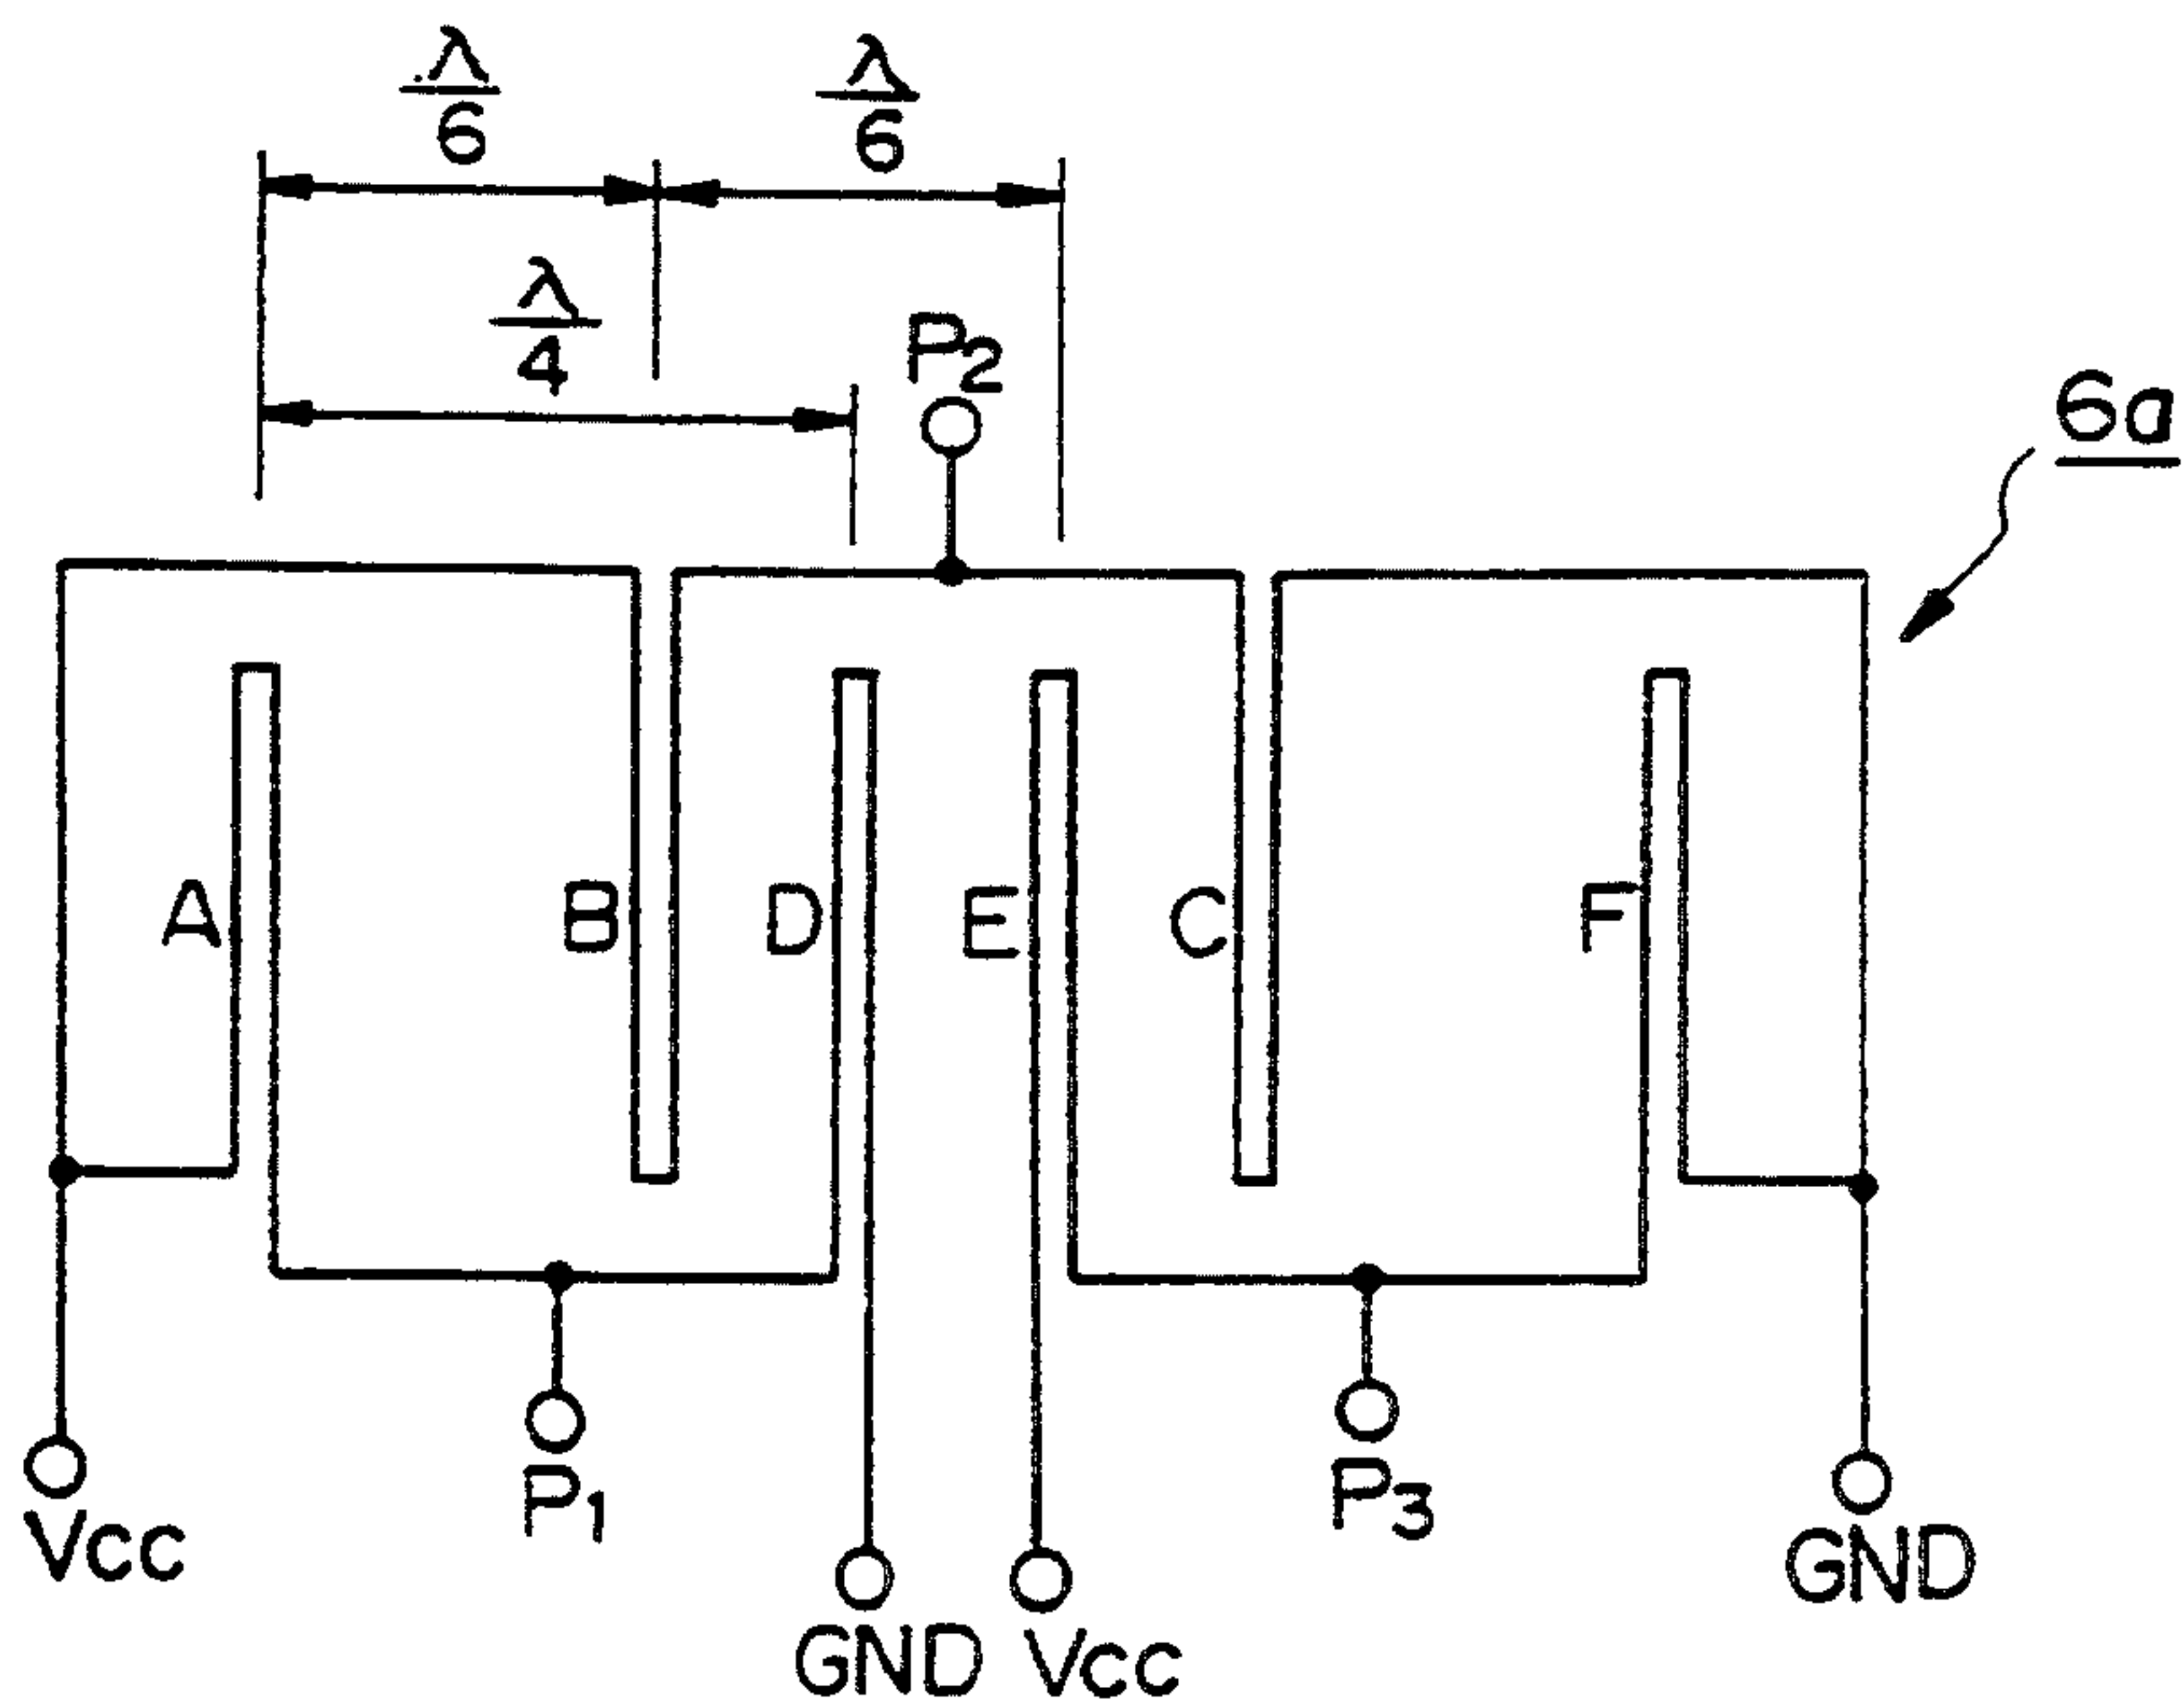 λ/6 λ/6
λ/4
P2
6a
A B D E C F
P1
P3
Vcc
GND Vcc
GND